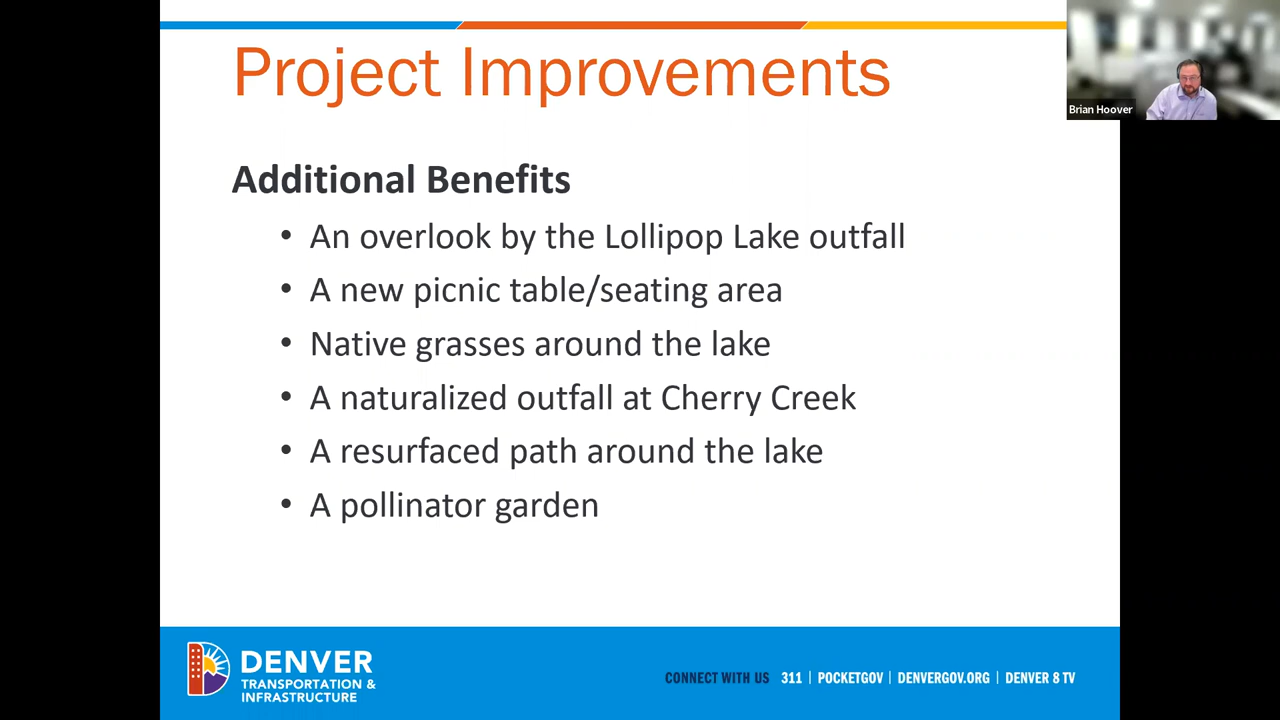 Project Improvements
Brian Hoover
Additional Benefits
• An overlook by the Lollipop Lake outfall
• A new picnic table/seating area
• Native grasses around the lake
• A naturalized outfall at Cherry Creek
• A resurfaced path around the lake
• A pollinator garden
DENVER
TRANSPORTATION &
INFRASTRUCTURE
CONNECT WITH US 311 | POCKETGOV | DENVERGOV.ORG | DENVER 8 TV